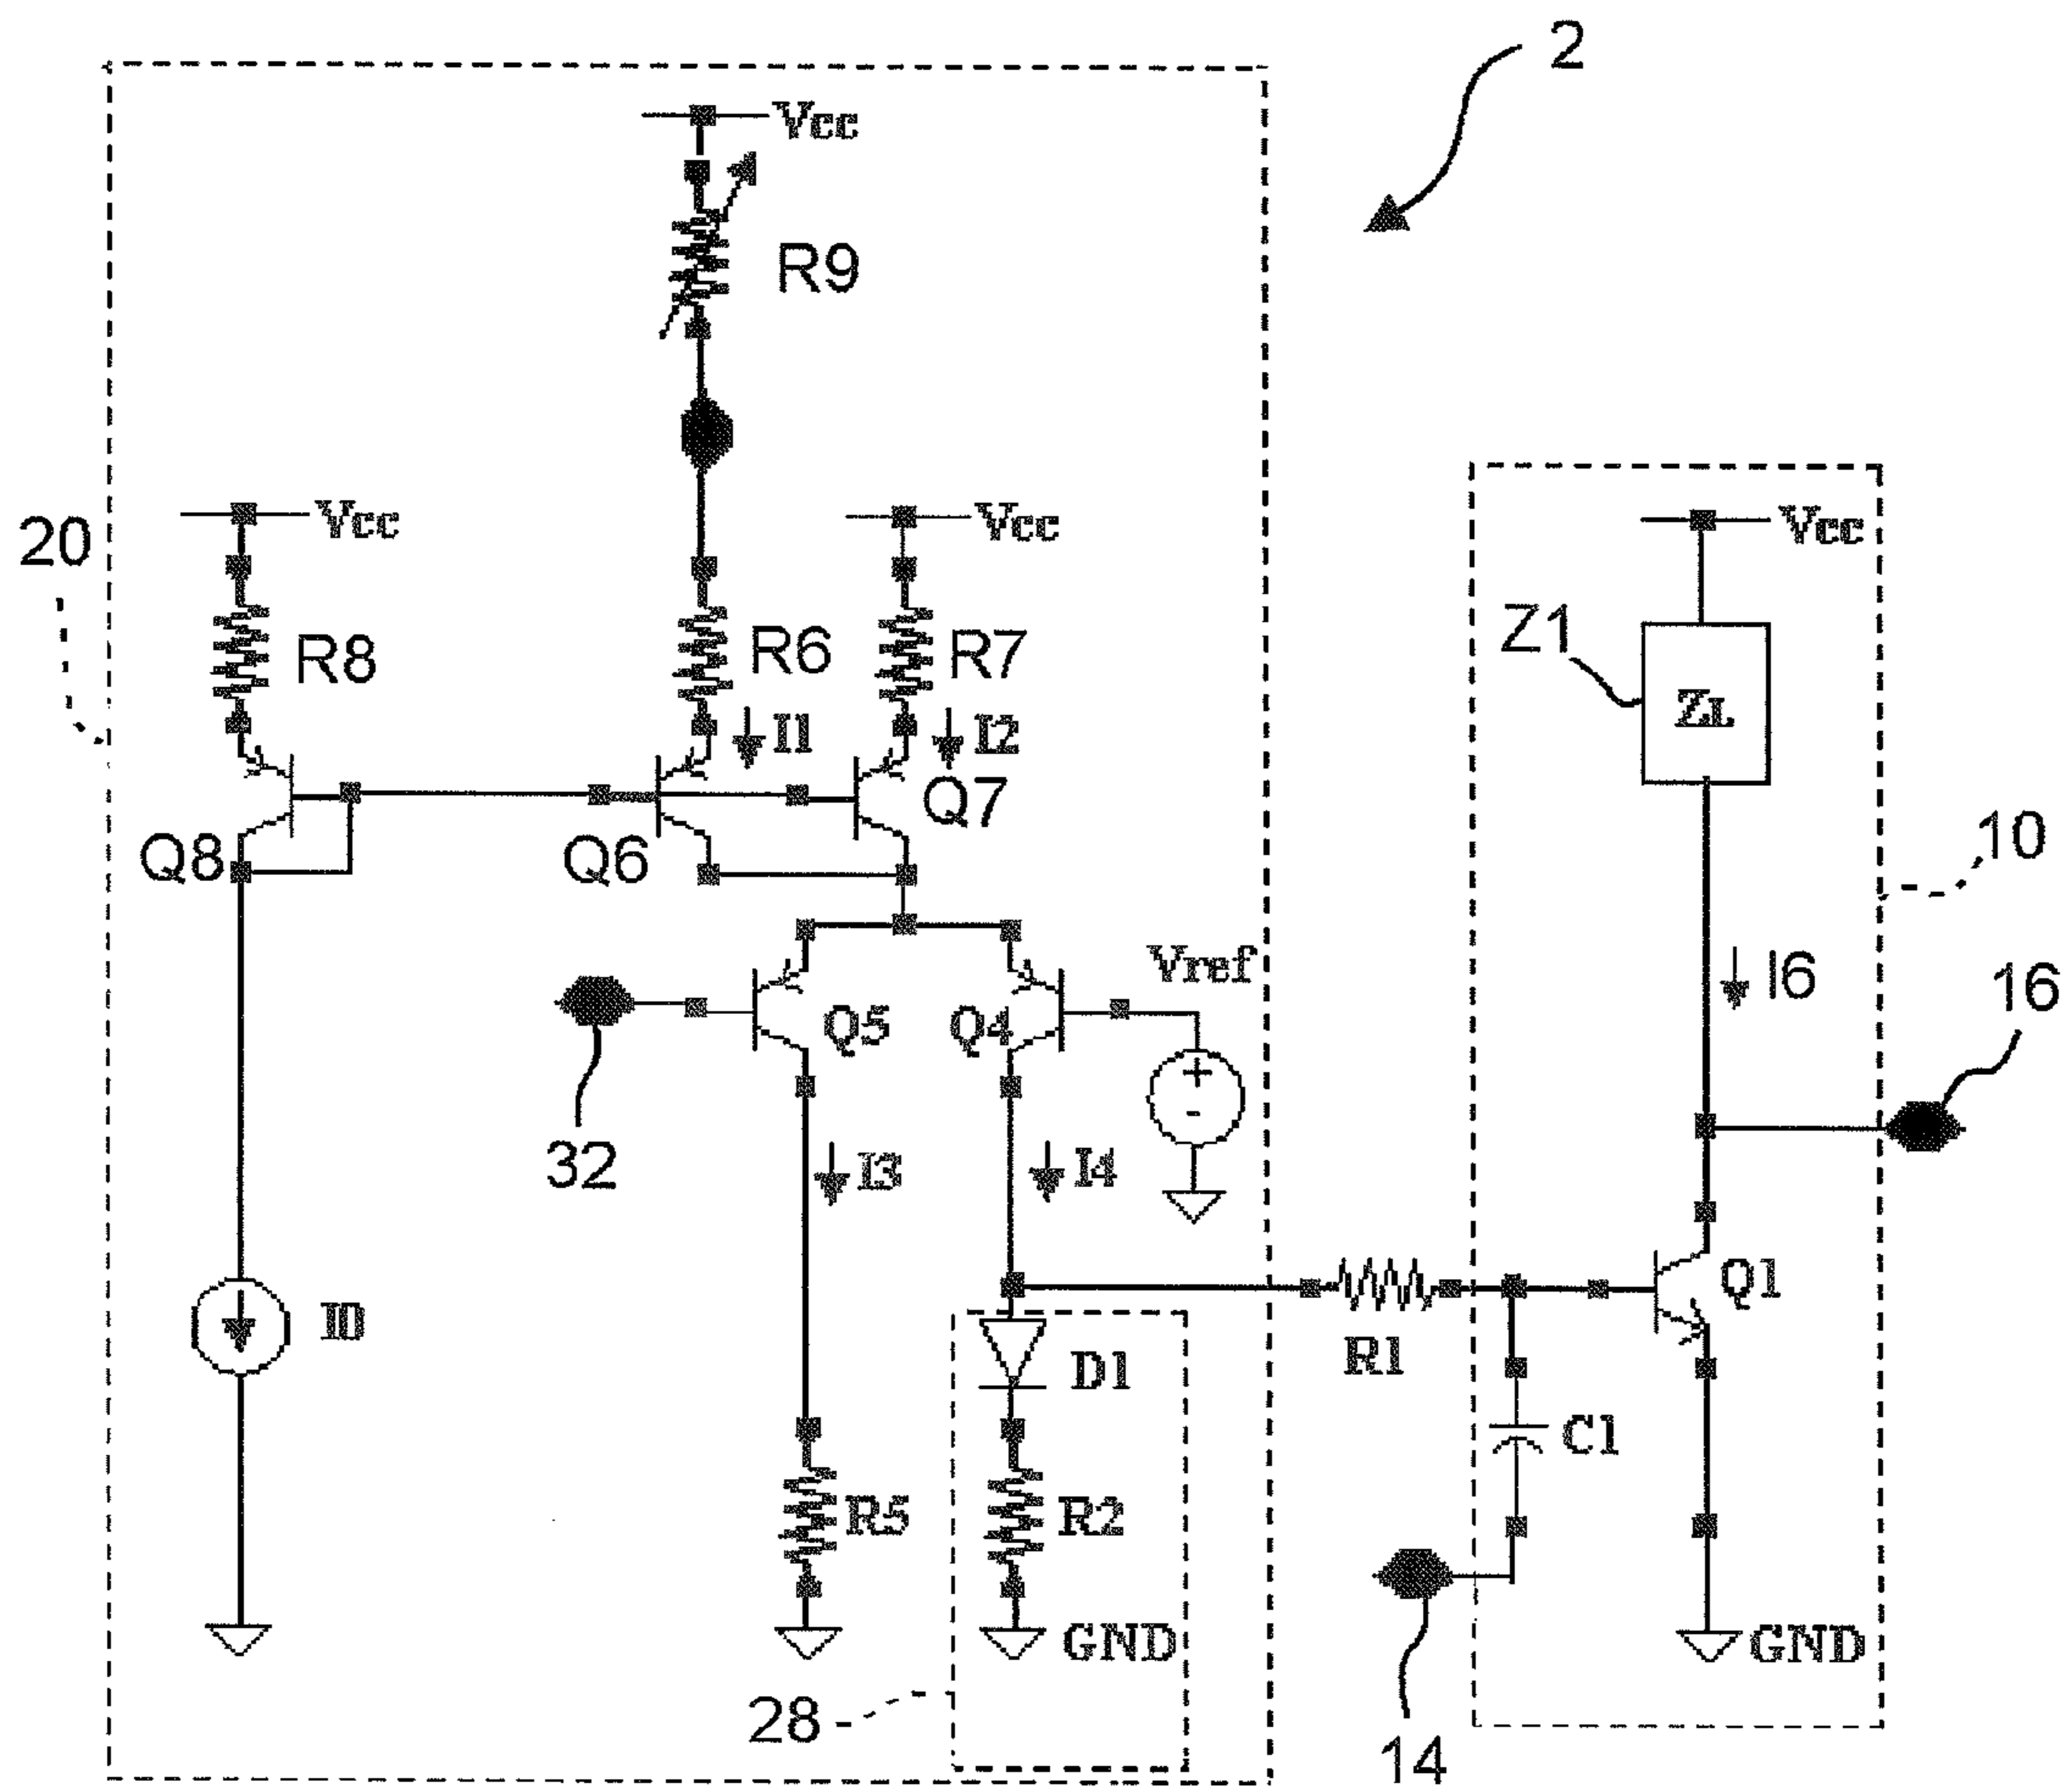 2
Vcc
R9
20
Vcc
Vcc
Vcc
R8
R6
R7
Z1
ZL
I1
I2
Q8
Q6
Q7
10
Vref
I6
16
Q5
Q4
+
-
32
I3
I4
I0
D1
R1
Q1
C1
R5
R2
GND
GND
28
14